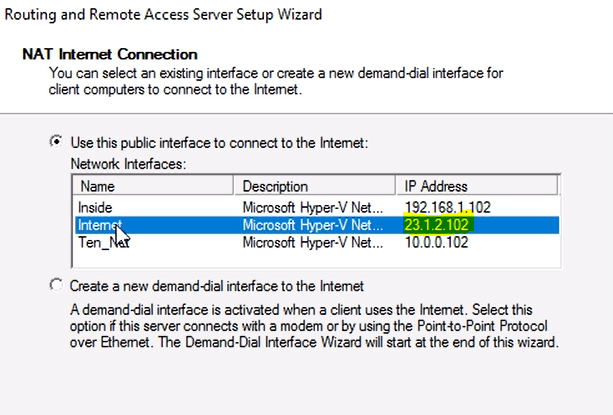 Routing and Remote Access Server Setup Wizard
NAT Internet Connection
You can select an existing interface or create a new demand-dial interface for
client computers to connect to the Internet.
Use this public interface to connect to the Internet:
Network Interfaces:
Name Description IP Address
Inside Microsoft Hyper-V Net... 192.168.1.102
Internet Microsoft Hyper-V Net... 23.1.2.102
Ten_Net Microsoft Hyper-V Net... 10.0.0.102
Create a new demand-dial interface to the Internet
A demand-dial interface is activated when a client uses the Internet. Select this
option if this server connects with a modem or by using the Point-to-Point Protocol
over Ethernet. The Demand-Dial Interface Wizard will start at the end of this wizard.